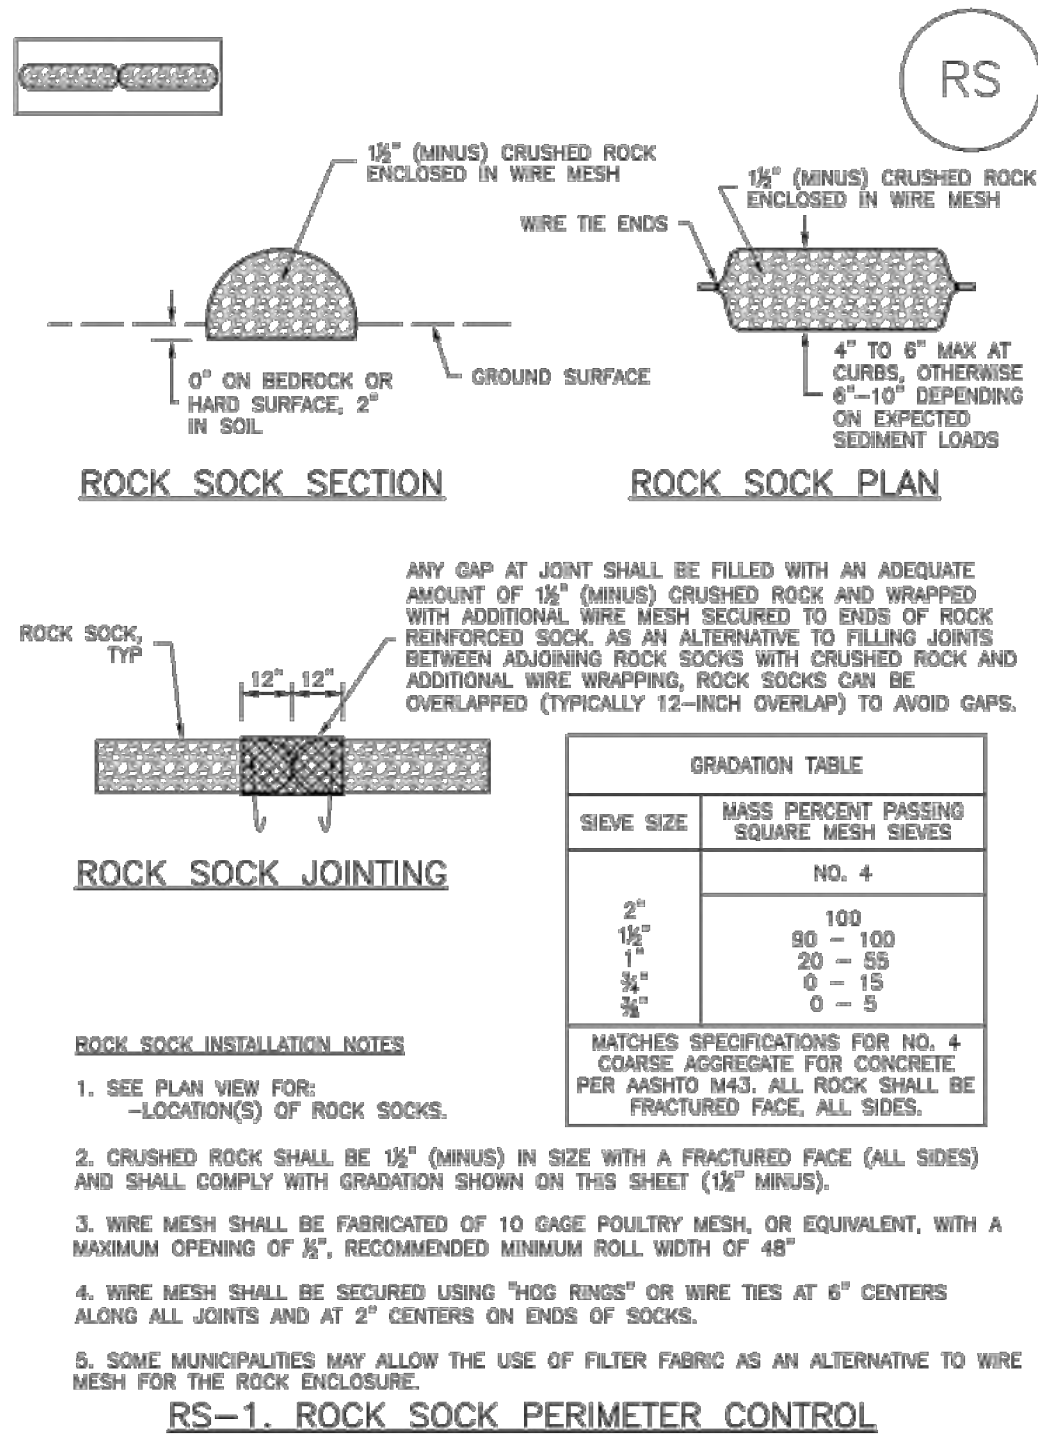 RS
1½" (MINUS) CRUSHED ROCK
ENCLOSED IN WIRE MESH
0" ON BEDROCK OR
HARD SURFACE, 2"
IN SOIL
GROUND SURFACE
ROCK SOCK SECTION
1½" (MINUS) CRUSHED ROCK
ENCLOSED IN WIRE MESH
WIRE TIE ENDS
4" TO 6" MAX AT
CURBS, OTHERWISE
6"-10" DEPENDING
ON EXPECTED
SEDIMENT LOADS
ROCK SOCK PLAN
ANY GAP AT JOINT SHALL BE FILLED WITH AN ADEQUATE
AMOUNT OF 1½" (MINUS) CRUSHED ROCK AND WRAPPED
WITH ADDITIONAL WIRE MESH SECURED TO ENDS OF ROCK
REINFORCED SOCK. AS AN ALTERNATIVE TO FILLING JOINTS
BETWEEN ADJOINING ROCK SOCKS WITH CRUSHED ROCK AND
ADDITIONAL WIRE WRAPPING, ROCK SOCKS CAN BE
OVERLAPPED (TYPICALLY 12-INCH OVERLAP) TO AVOID GAPS.
ROCK SOCK,
TYP
12" 12"
ROCK SOCK JOINTING
GRADATION TABLE
SIEVE SIZE
MASS PERCENT PASSING
SQUARE MESH SIEVES
NO. 4
2" 100
1½" 90 - 100
1" 20 - 55
¾" 0 - 15
⅜" 0 - 5
MATCHES SPECIFICATIONS FOR NO. 4
COARSE AGGREGATE FOR CONCRETE
PER AASHTO M43. ALL ROCK SHALL BE
FRACTURED FACE, ALL SIDES.
ROCK SOCK INSTALLATION NOTES
1. SEE PLAN VIEW FOR:
-LOCATION(S) OF ROCK SOCKS.
2. CRUSHED ROCK SHALL BE 1½" (MINUS) IN SIZE WITH A FRACTURED FACE (ALL SIDES)
AND SHALL COMPLY WITH GRADATION SHOWN ON THIS SHEET (1½" MINUS).
3. WIRE MESH SHALL BE FABRICATED OF 10 GAGE POULTRY MESH, OR EQUIVALENT, WITH A
MAXIMUM OPENING OF ½", RECOMMENDED MINIMUM ROLL WIDTH OF 48"
4. WIRE MESH SHALL BE SECURED USING "HOG RINGS" OR WIRE TIES AT 6" CENTERS
ALONG ALL JOINTS AND AT 2" CENTERS ON ENDS OF SOCKS.
5. SOME MUNICIPALITIES MAY ALLOW THE USE OF FILTER FABRIC AS AN ALTERNATIVE TO WIRE
MESH FOR THE ROCK ENCLOSURE.
RS-1. ROCK SOCK PERIMETER CONTROL